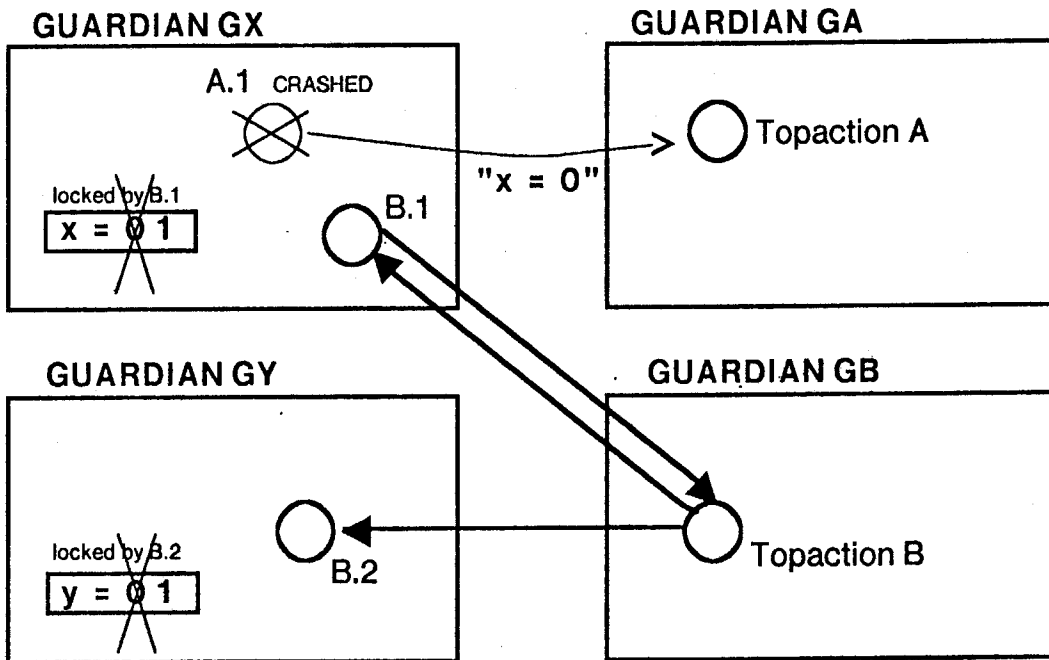 GUARDIAN GX
GUARDIAN GA
A.1 CRASHED
Topaction A
"x = 0"
locked by B.1
x = 0 1
B.1
GUARDIAN GY
GUARDIAN GB
locked by B.2
y = 0 1
B.2
Topaction B